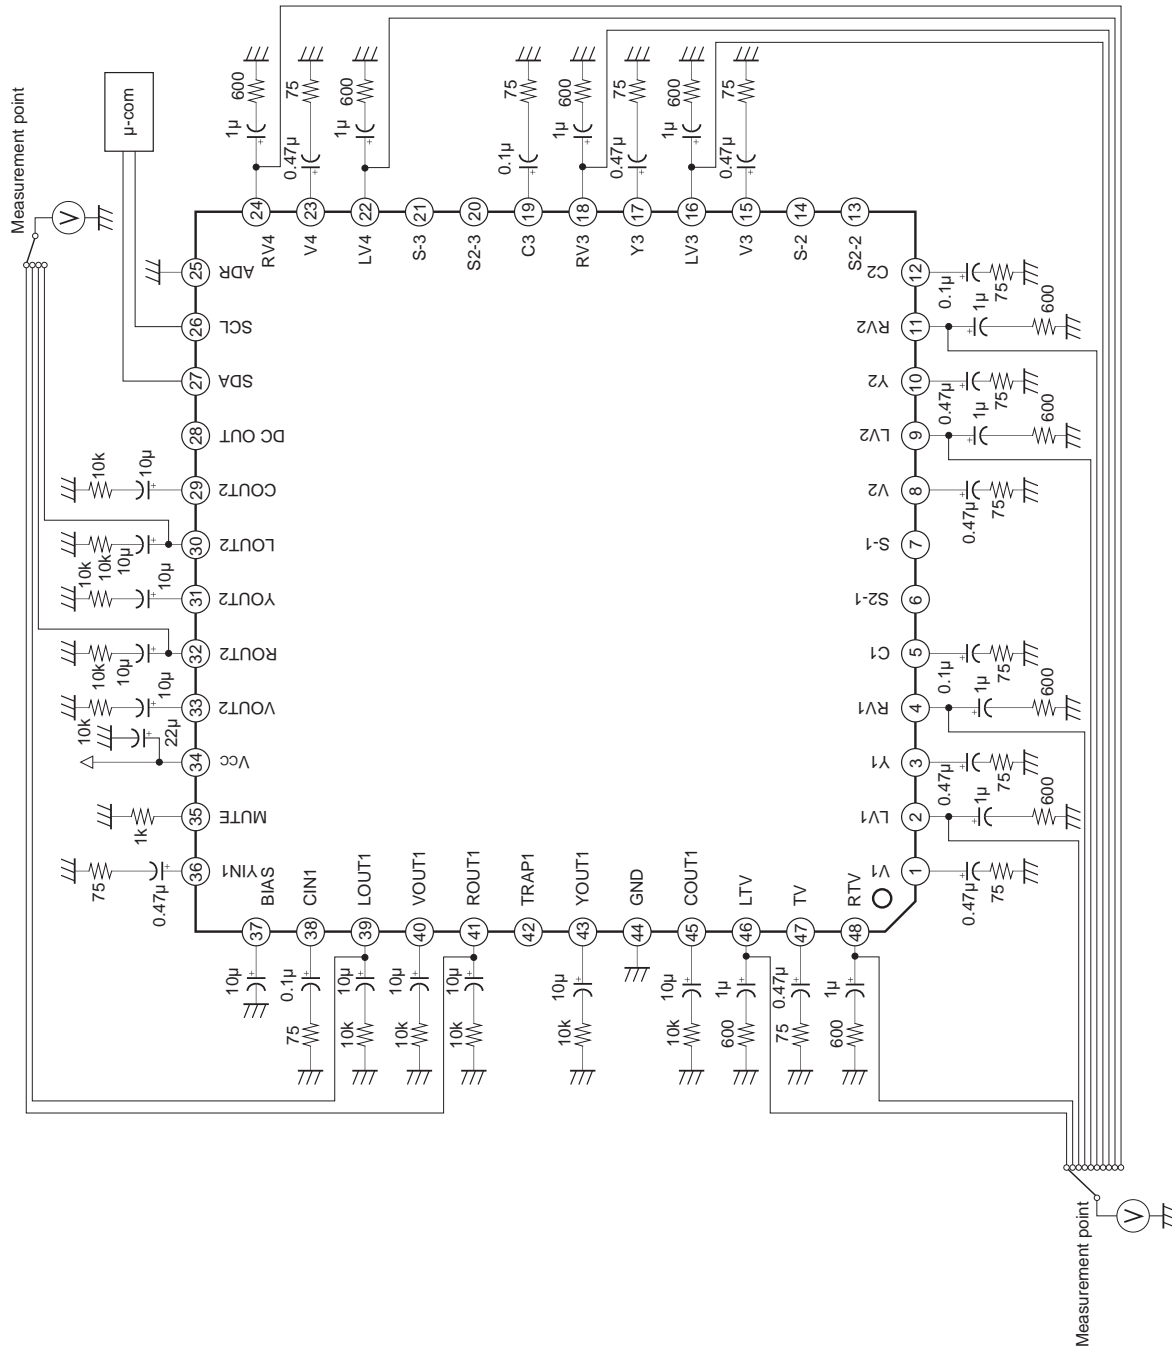 Measurement point
V
µ-com
600
1µ
75
0.47µ
600
1µ
75
0.1µ
600
1µ
75
0.47µ
600
1µ
75
0.47µ
24
23
22
21
20
19
18
17
16
15
14
13
RV4
V4
LV4
S-3
S2-3
C3
RV3
Y3
LV3
V3
S-2
S2-2
25 ADR
26 SCL
27 SDA
28 DC OUT
10k
10µ
29 COUT2
10k
10µ
30 LOUT2
10k
10µ
31 YOUT2
10k
10µ
32 ROUT2
10k
10µ
33 VOUT2
22µ
34 Vcc
1k
35 MUTE
75
0.47µ
36 YIN1
C2 12
0.1µ
75
RV2 11
1µ
600
Y2 10
0.47µ
75
LV2 9
1µ
600
V2 8
0.47µ
75
S-1 7
S2-1 6
C1 5
0.1µ
75
RV1 4
1µ
600
Y1 3
0.47µ
75
LV1 2
1µ
600
V1 1
0.47µ
75
BIAS
CIN1
LOUT1
VOUT1
ROUT1
TRAP1
YOUT1
GND
COUT1
LTV
TV
RTV
37
38
39
40
41
42
43
44
45
46
47
48
10µ
0.1µ
75
10µ
10k
10µ
10k
10µ
10k
10µ
10k
10µ
10k
1µ
600
0.47µ
75
1µ
600
V
Measurement point